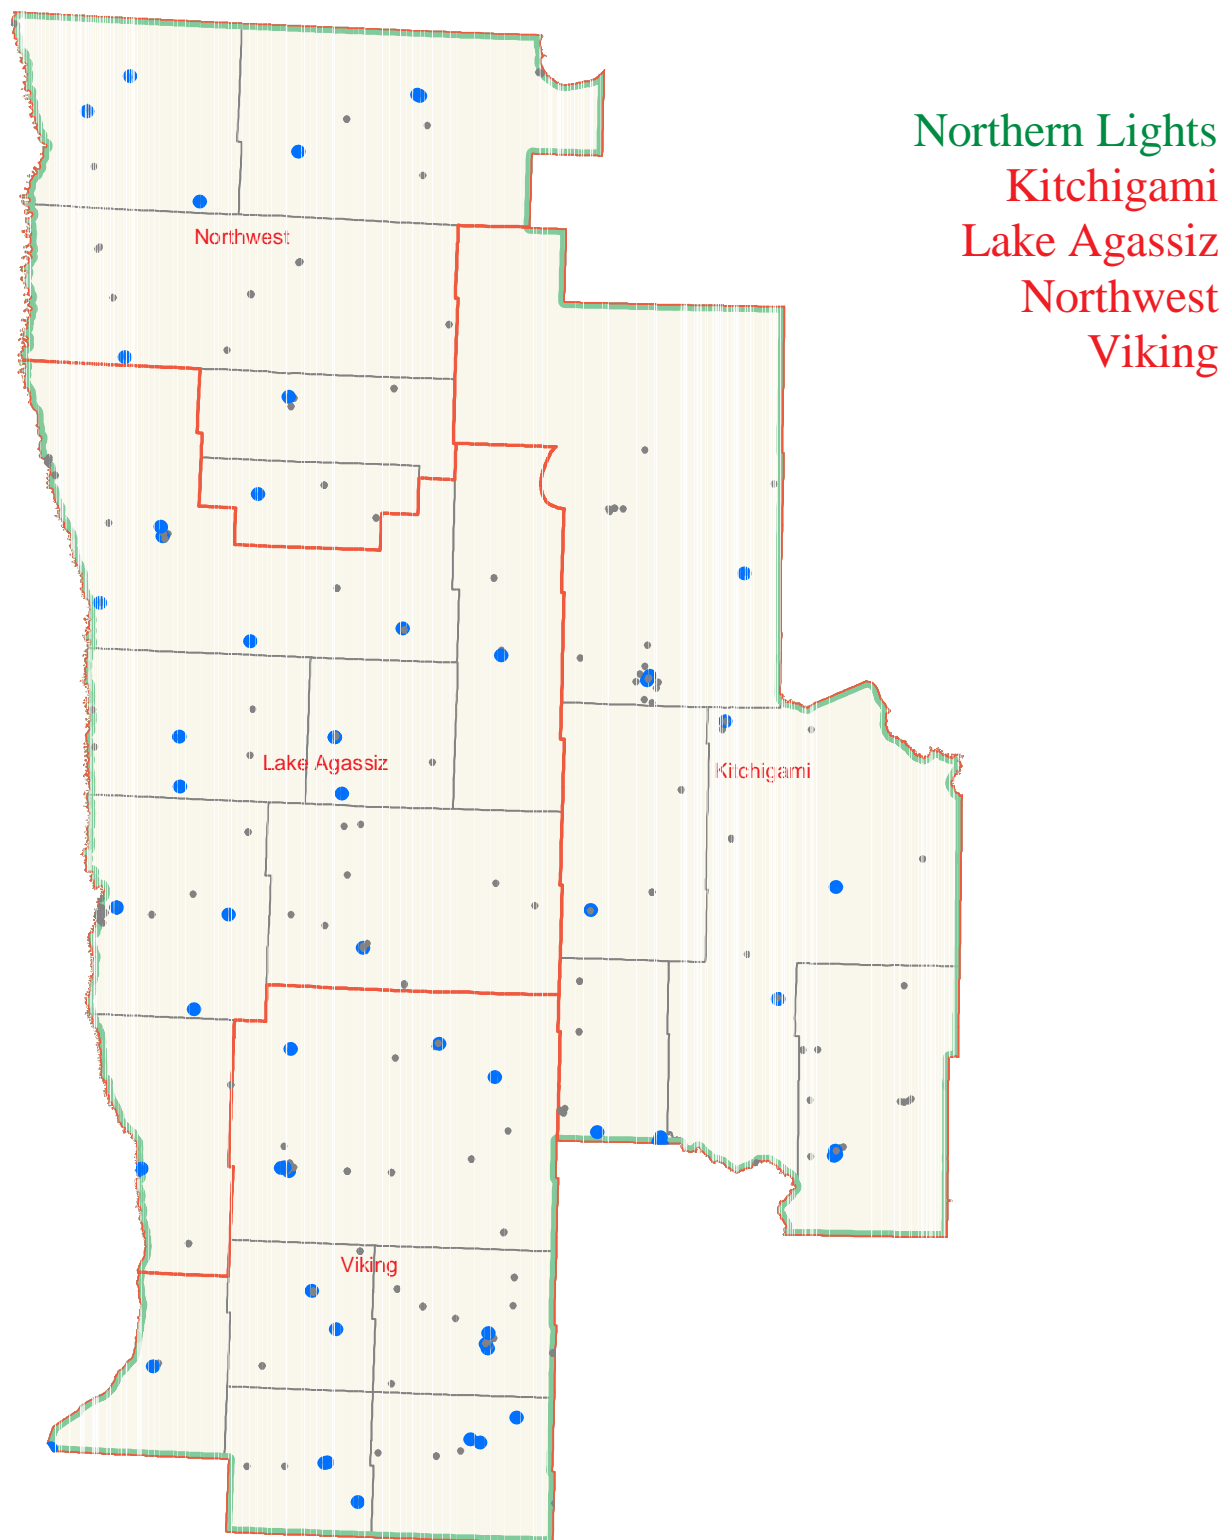 Northern Lights
Kitchigami
Lake Agassiz
Northwest
Viking
Northwest
Lake Agassiz
Kitchigami
Viking